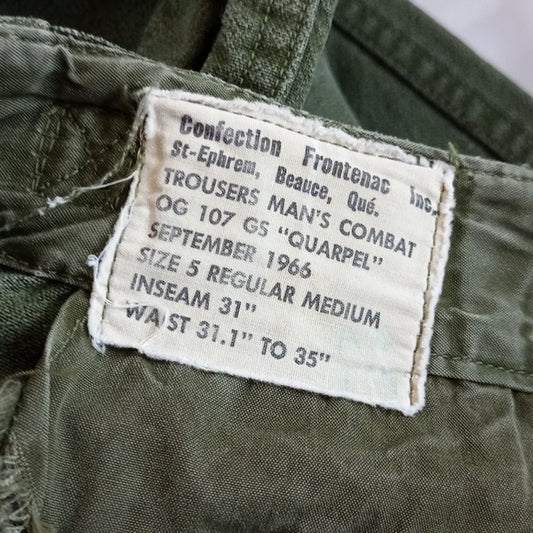 Confection Frontenac Inc.
St-Ephrem, Beauce, Qué.
TROUSERS MAN'S COMBAT
OG 107 GS "QUARPEL"
SEPTEMBER 1966
SIZE 5 REGULAR MEDIUM
INSEAM 31"
WAIST 31.1" TO 35"